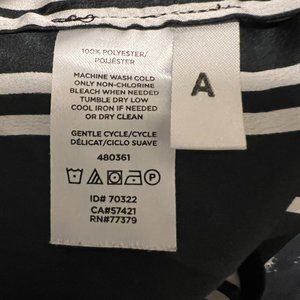 100% POLYESTER/
POLIÉSTER
MACHINE WASH COLD
ONLY NON-CHLORINE
BLEACH WHEN NEEDED
TUMBLE DRY LOW
COOL IRON IF NEEDED
OR DRY CLEAN
GENTLE CYCLE/CYCLE
DÉLICAT/CICLO SUAVE
480361
P
ID# 70322
CA#57421
RN#77379
A